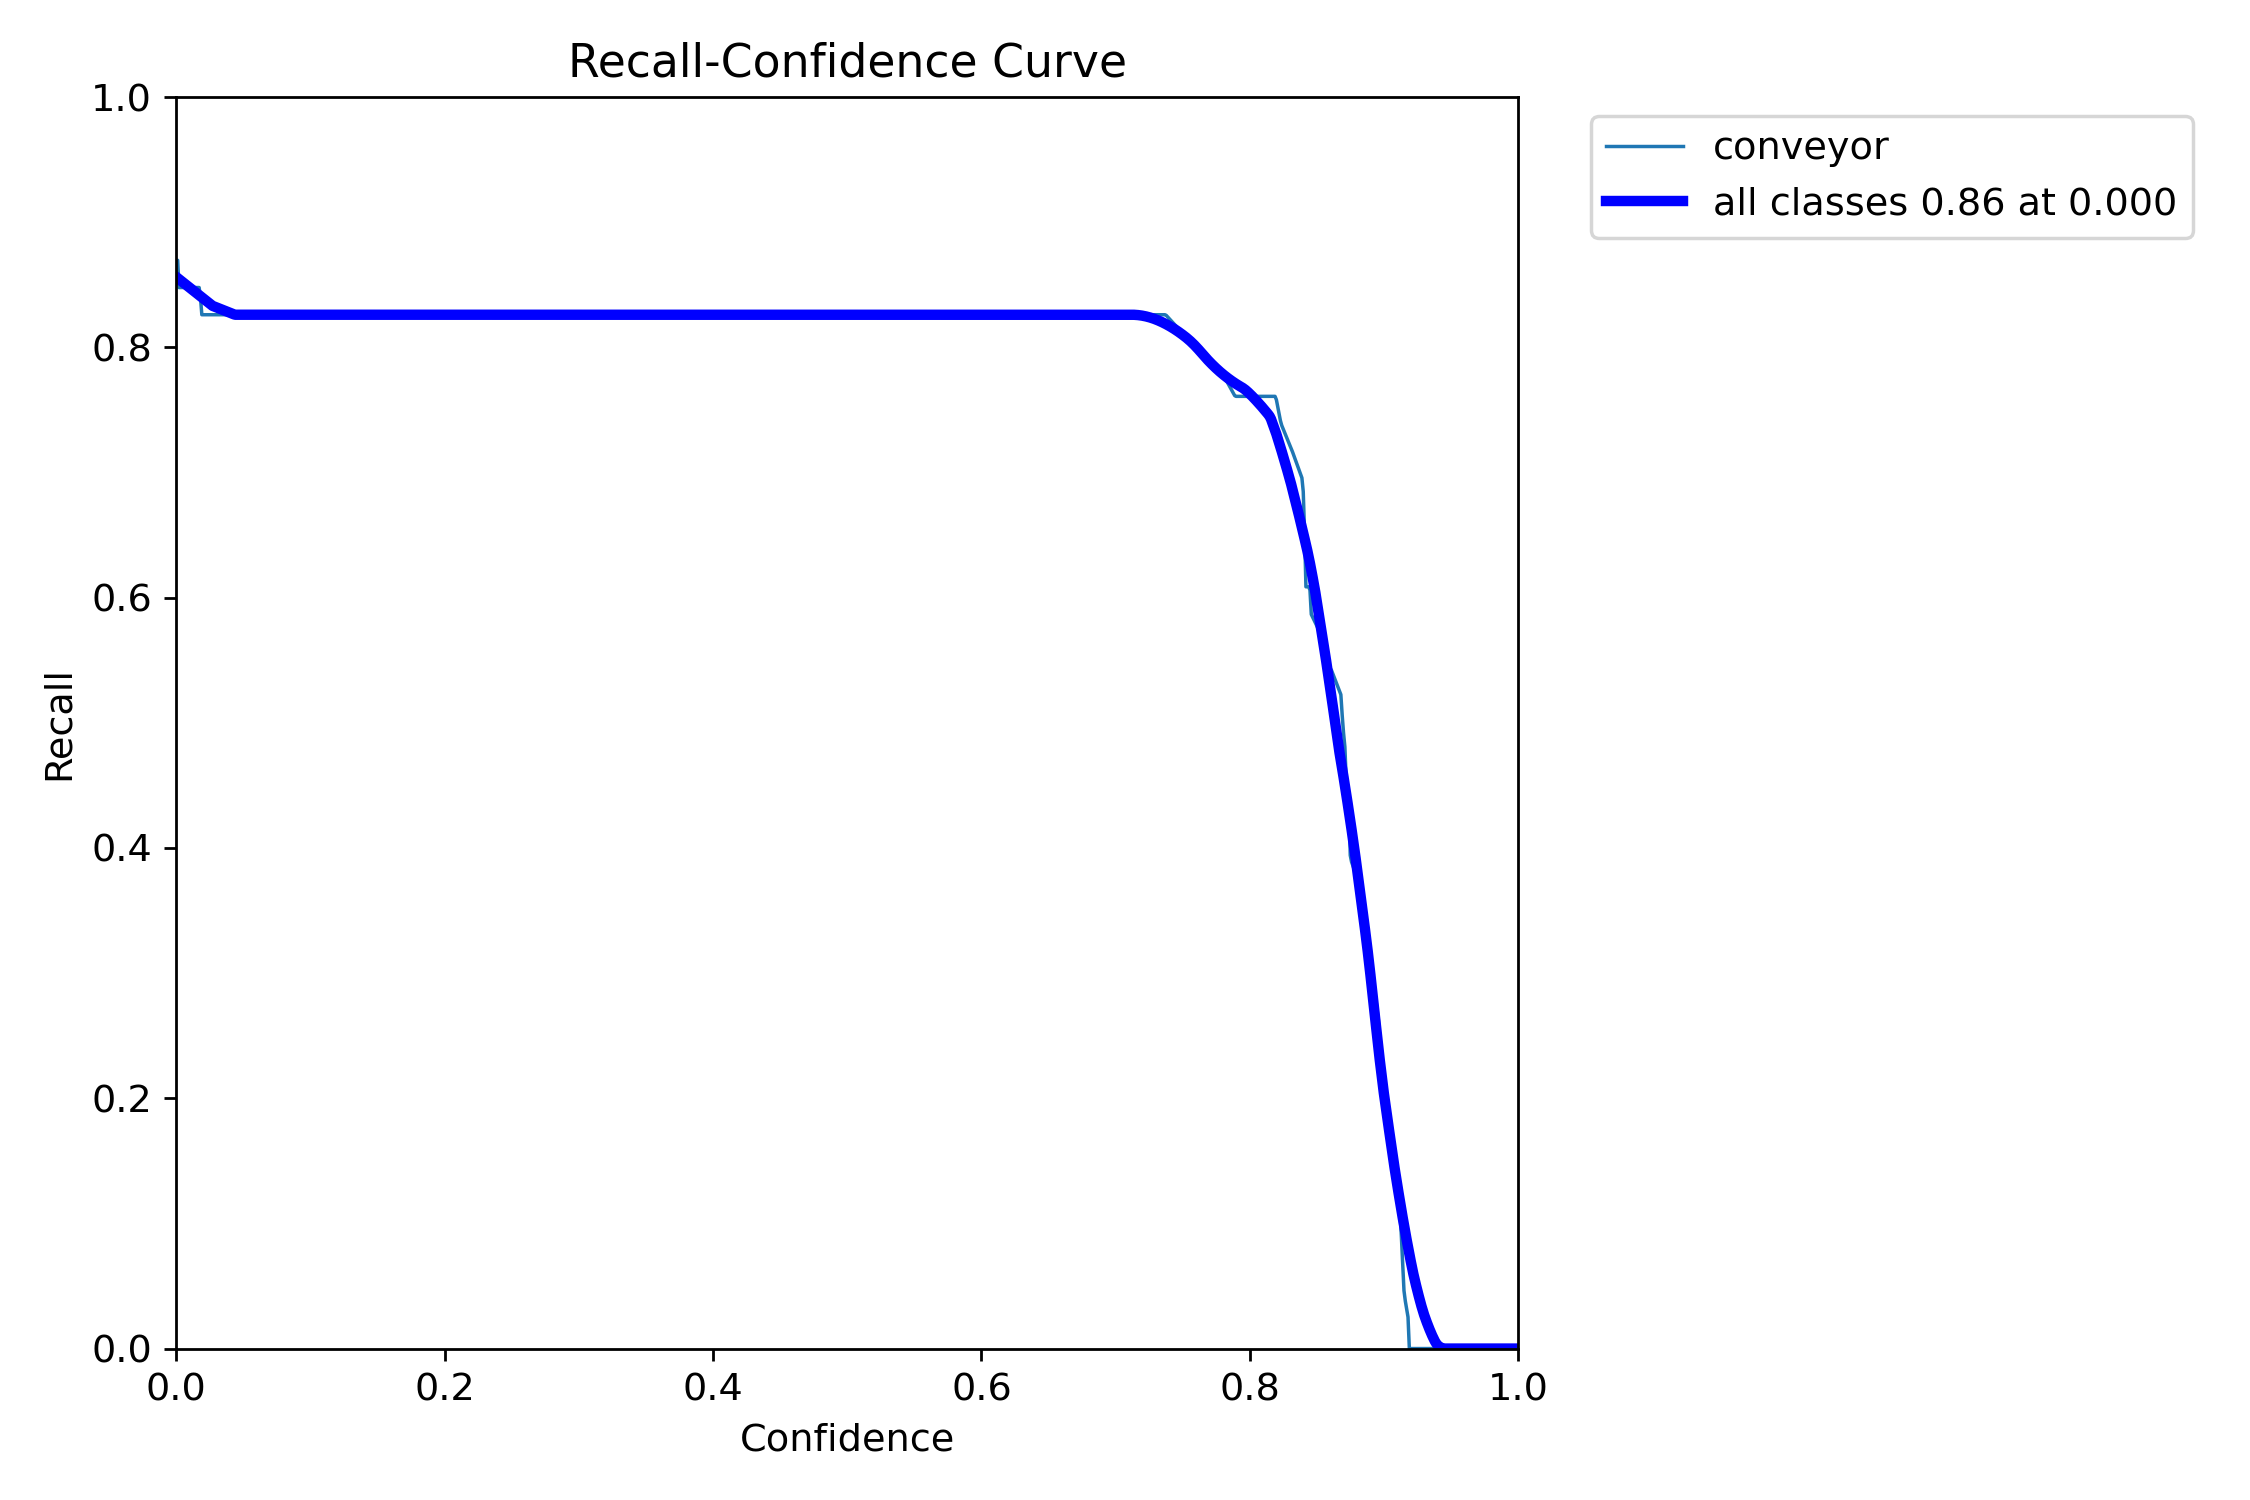 Recall-Confidence Curve
conveyor
all classes 0.86 at 0.000
Recall
1.0
0.8
0.6
0.4
0.2
0.0
0.0 0.2 0.4 0.6 0.8 1.0
Confidence